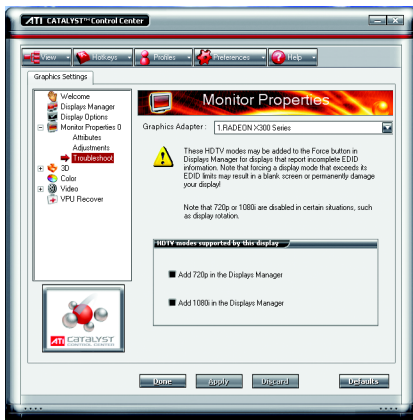 ATI CATALYST™ Control Center
View
Hotkeys
Profiles
Preferences
Help
Graphics Settings
Welcome
Displays Manager
Display Options
Monitor Properties 0
Attributes
Adjustments
Troubleshoot
3D
Color
Video
VPU Recover
Monitor Properties
Graphics Adapter :
1.RADEON X300 Series
These HDTV modes may be added to the Force button in
Displays Manager for displays that report incomplete EDID
information. Note that forcing a display mode that exceeds its
EDID limits may result in a blank screen or permanently damage
your display!
Note that 720p or 1080i are disabled in certain situations, such
as display rotation.
HDTV modes supported by this display
Add 720p in the Displays Manager
Add 1080i in the Displays Manager
ATI CATALYST
CONTROL CENTER
Done
Apply
Discard
Defaults